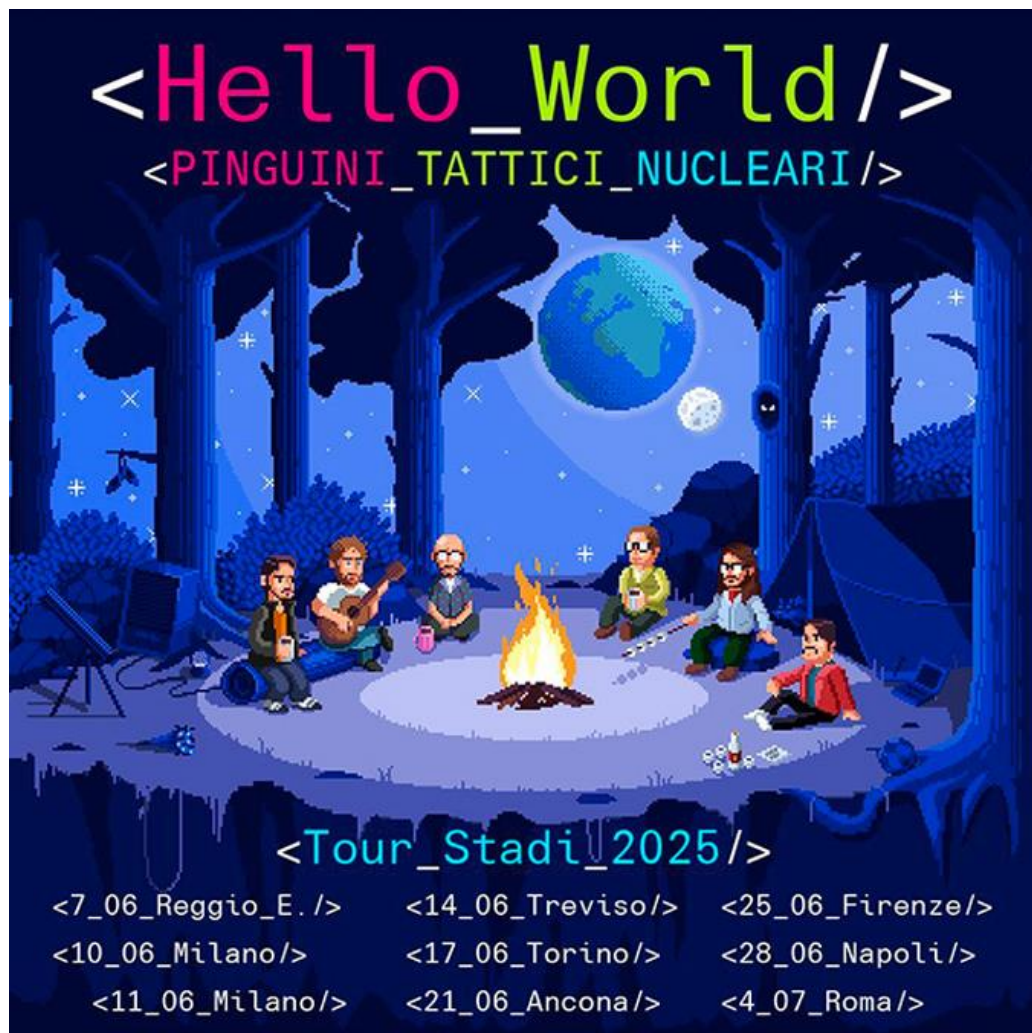 <Hello_World/>
<PINGUINI_TATTICI_NUCLEARI/>
<Tour_Stadi_2025/>
<7_06_Reggio_E./> <14_06_Treviso/> <25_06_Firenze/>
<10_06_Milano/> <17_06_Torino/> <28_06_Napoli/>
<11_06_Milano/> <21_06_Ancona/> <4_07_Roma/>